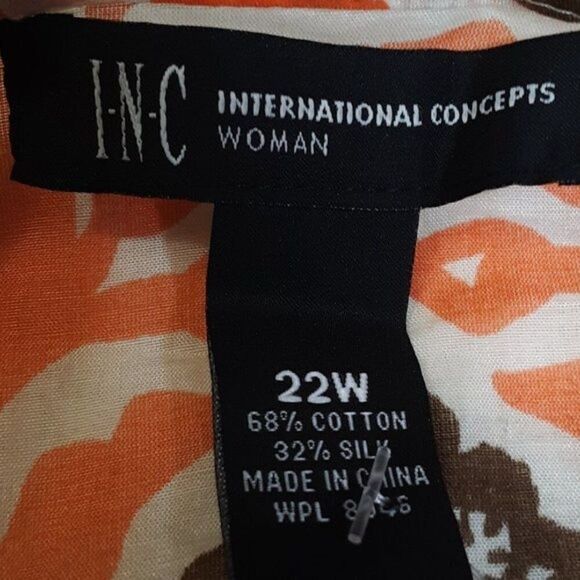 I·N·C
INTERNATIONAL CONCEPTS
WOMAN
22W
68% COTTON
32% SILK
MADE IN CHINA
WPL